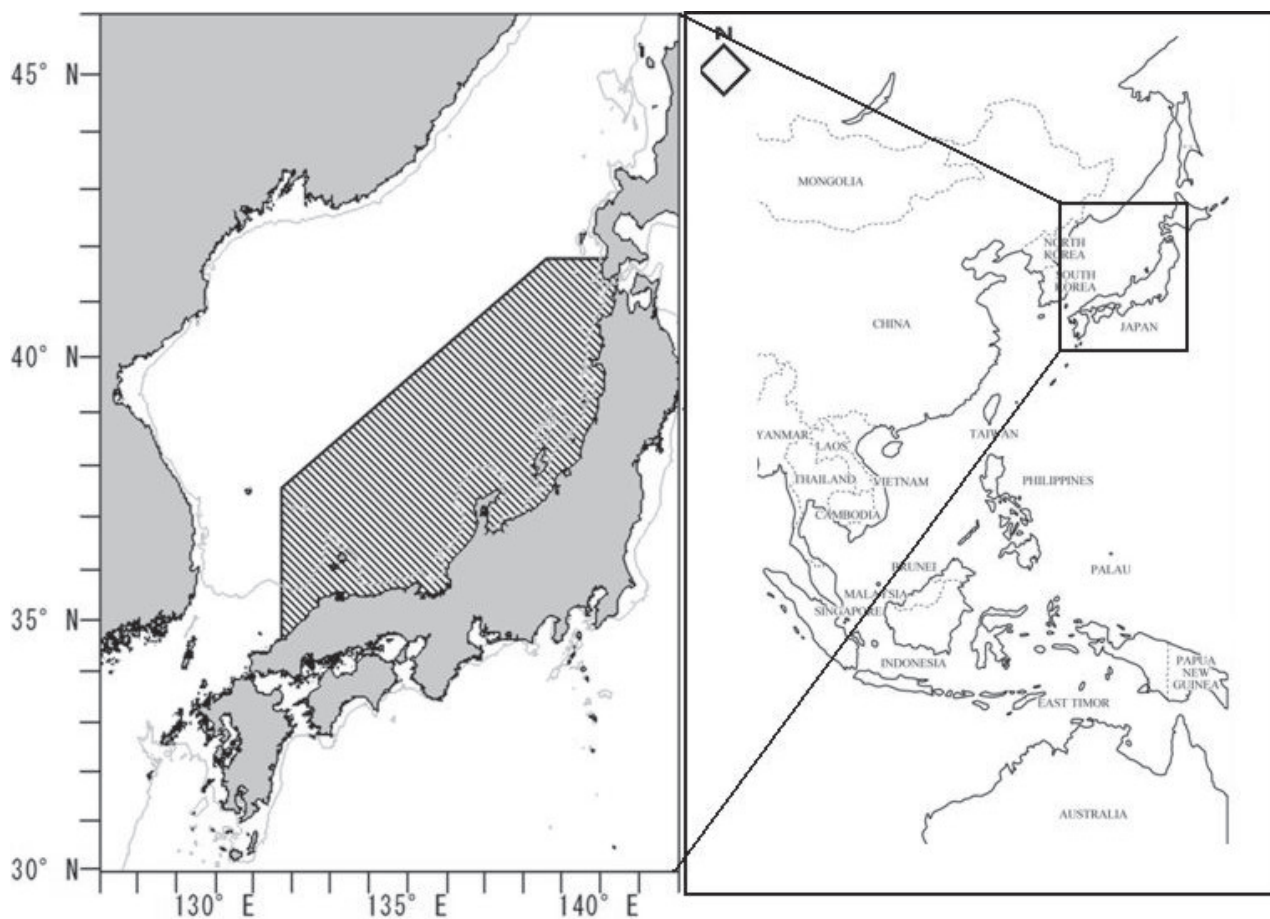 45° N
40° N
35° N
30° N
130° E
135° E
140° E
N
MONGOLIA
NORTH
KOREA
SOUTH
KOREA
JAPAN
CHINA
TAIWAN
YANMAR
LAOS
THAILAND
VIETNAM
CAMBODIA
PHILIPPINES
BRUNEI
MALAYSIA
SINGAPORE
PALAU
INDONESIA
PAPUA
NEW
GUINEA
EAST TIMOR
AUSTRALIA